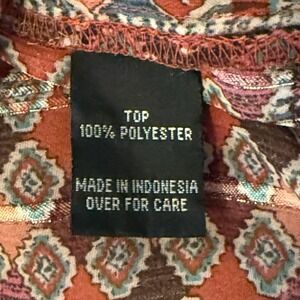 TOP
100% POLYESTER
MADE IN INDONESIA
OVER FOR CARE